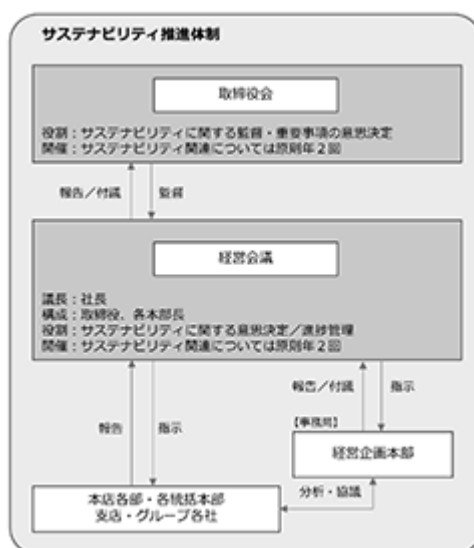 サステナビリティ推進体制
取締役会
役割：サステナビリティに関する監督・重要事項の意思決定
開催：サステナビリティ関連については原則年２回
報告／付議
監督
経営会議
議長：社長
構成：取締役、各本部長
役割：サステナビリティに関する意思決定／進捗管理
開催：サステナビリティ関連については原則年２回
報告／付議
指示
報告
指示
【事務局】
経営企画本部
本店各部・各統括本部
支店・グループ各社
分析・協議